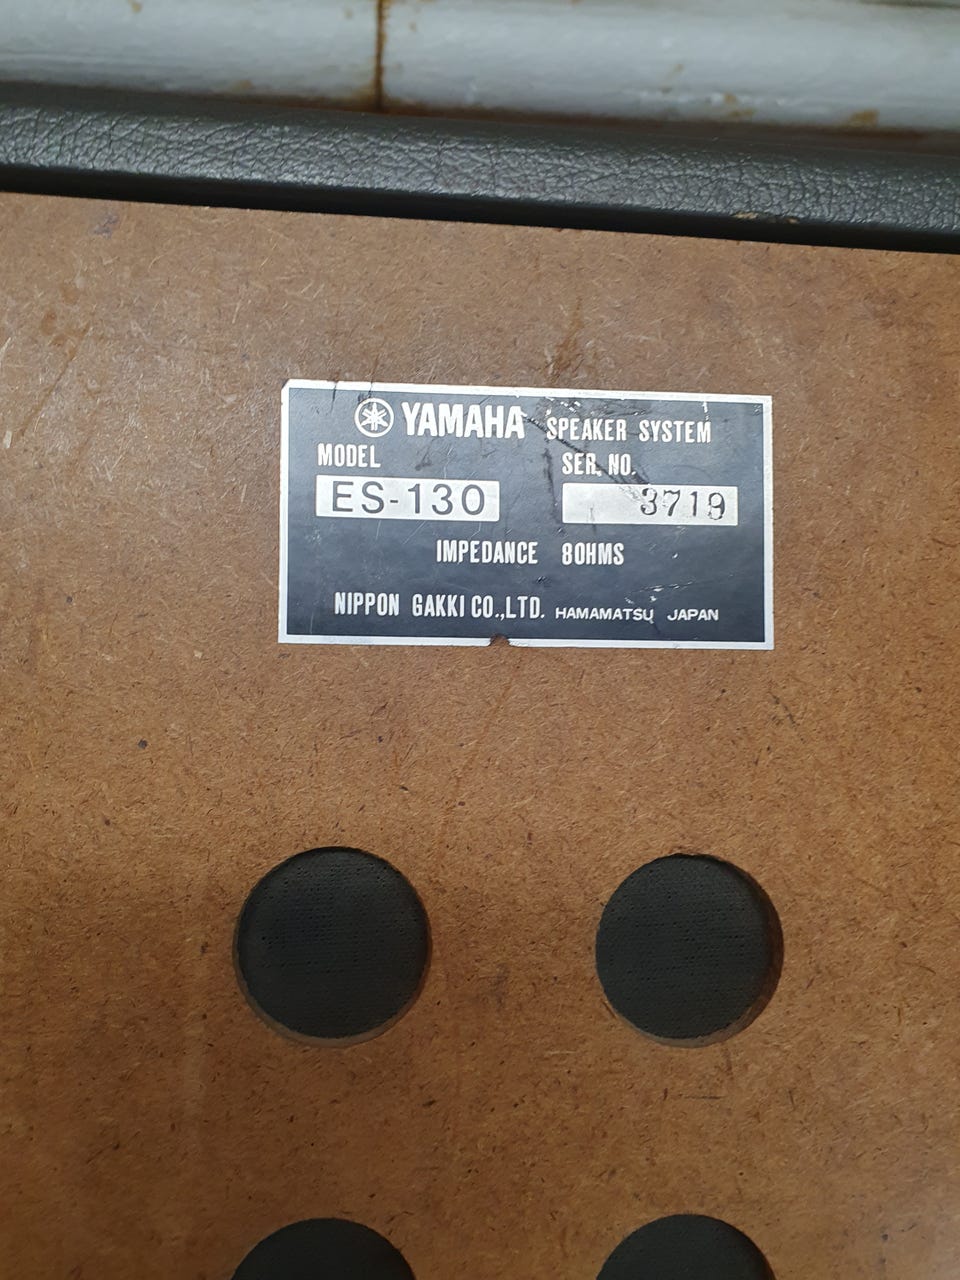 YAMAHA SPEAKER SYSTEM
MODEL SER. NO.
ES-130 3719
IMPEDANCE 8OHMS
NIPPON GAKKI CO.,LTD. HAMAMATSU JAPAN